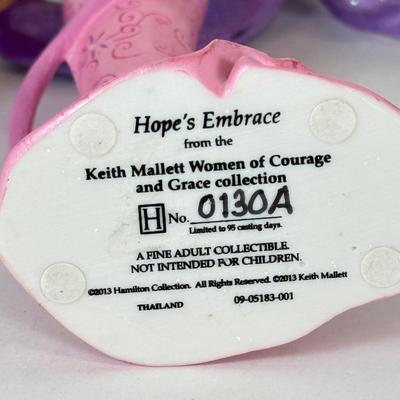 Hope's Embrace
from the
Keith Mallett Women of Courage
and Grace collection
H No. 0130A
Limited to 95 casting days.
A FINE ADULT COLLECTIBLE.
NOT INTENDED FOR CHILDREN.
©2013 Hamilton Collection. All Rights Reserved. ©2013 Keith Mallett
THAILAND 09-05183-001